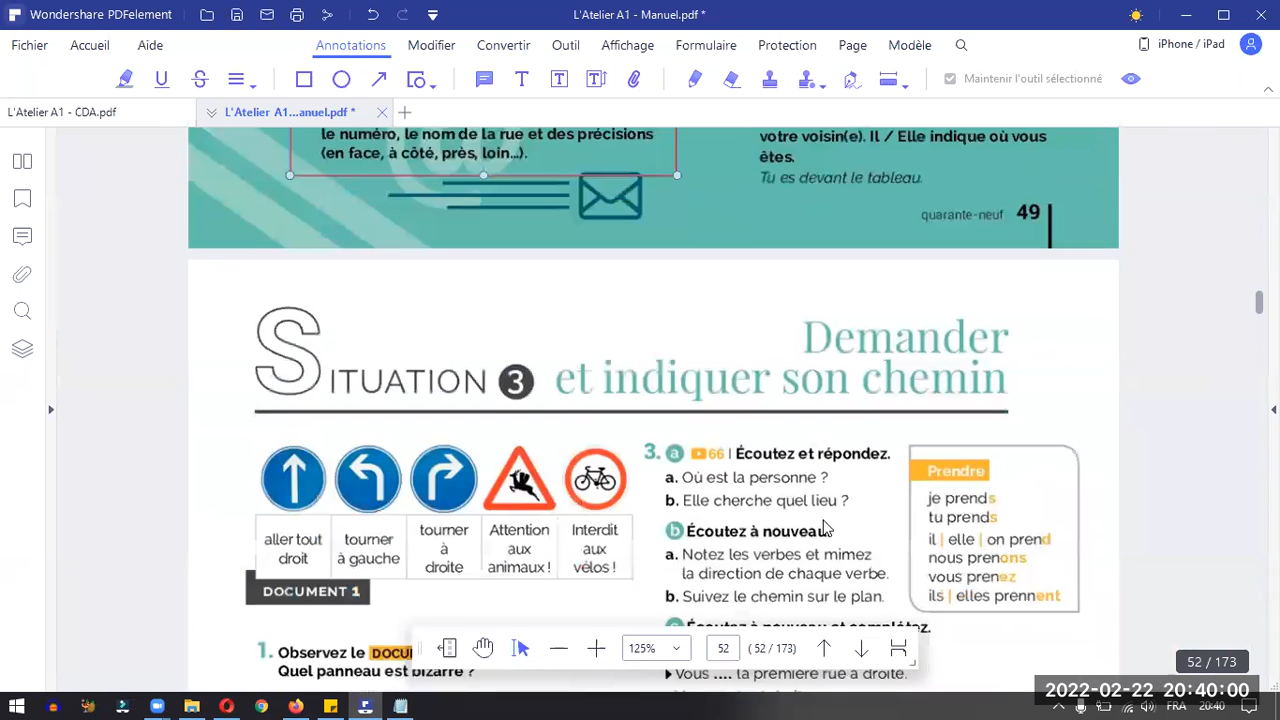 Wondershare PDFelement
L'Atelier A1 - Manuel.pdf *
Fichier
Accueil
Aide
Annotations
Modifier
Convertir
Outil
Affichage
Formulaire
Protection
Page
Modèle
iPhone / iPad
Maintenir l'outil sélectionné
L'Atelier A1 - CDA.pdf
L'Atelier A1...anuel.pdf *
le numéro, le nom de la rue et des précisions
(en face, à côté, près, loin...).
votre voisin(e). Il / Elle indique où vous
êtes.
Tu es devant le tableau.
quarante-neuf 49
SITUATION 3
Demander
et indiquer son chemin
aller tout
droit
tourner
à gauche
tourner
à
droite
Attention
aux
animaux !
Interdit
aux
vélos !
DOCUMENT 1
1. Observez le DOCU
Quel panneau est bizarre ?
3. a 66 | Écoutez et répondez.
a. Où est la personne ?
b. Elle cherche quel lieu ?
b Écoutez à nouveau.
a. Notez les verbes et mimez
la direction de chaque verbe.
b. Suivez le chemin sur le plan.
c Écoutez à nouveau et complétez.
Vous .... la première rue à droite.
Prendre
je prends
tu prends
il | elle | on prend
nous prenons
vous prenez
ils | elles prennent
125%
52
(52 / 173)
52 / 173
2022-02-22 20:40:00
FRA
20:40